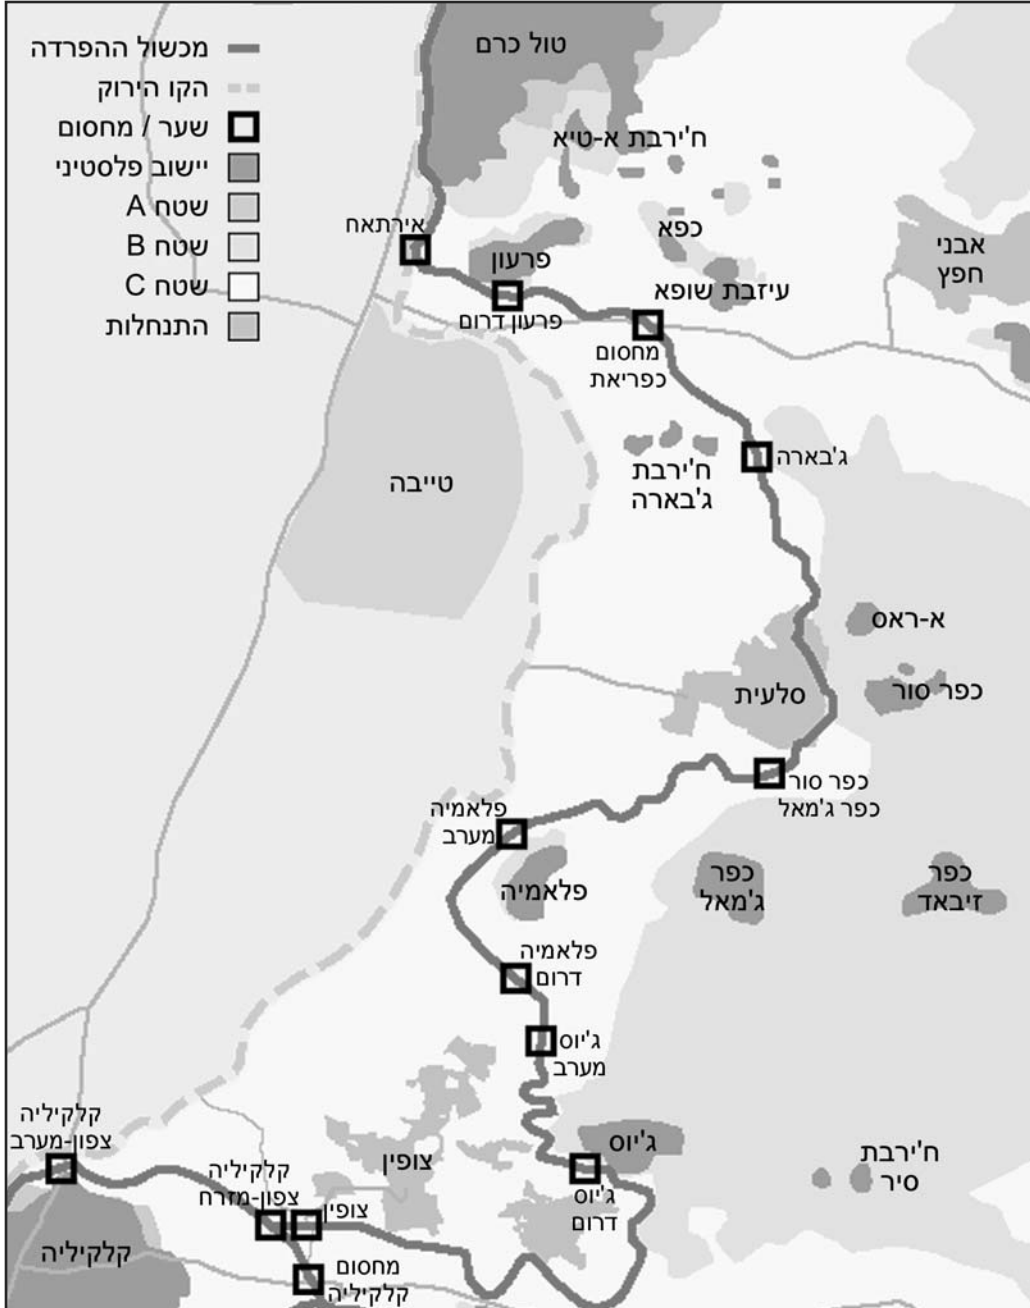 מכשול ההפרדה
הקו הירוק
שער / מחסום
יישוב פלסטיני
שטח A
שטח B
שטח C
התנחלות
טול כרם
ח'ירבת א-טיא
אירתאח
פרעון
כפא
אבני
חפץ
עיזבת שופא
פרעון דרום
מחסום
כפריאת
ג'בארה
ח'ירבת
ג'בארה
טייבה
א-ראס
כפר סור
סלעית
כפר סור
כפר ג'מאל
פלאמיה
מערב
פלאמיה
כפר
ג'מאל
כפר
זיבאד
פלאמיה
דרום
ג'יוס
מערב
ג'יוס
ח'ירבת
סיר
צופין
ג'יוס
דרום
קלקיליה
צפון-מערב
קלקיליה
צפון-מזרח
צופין
קלקיליה
מחסום
קלקיליה